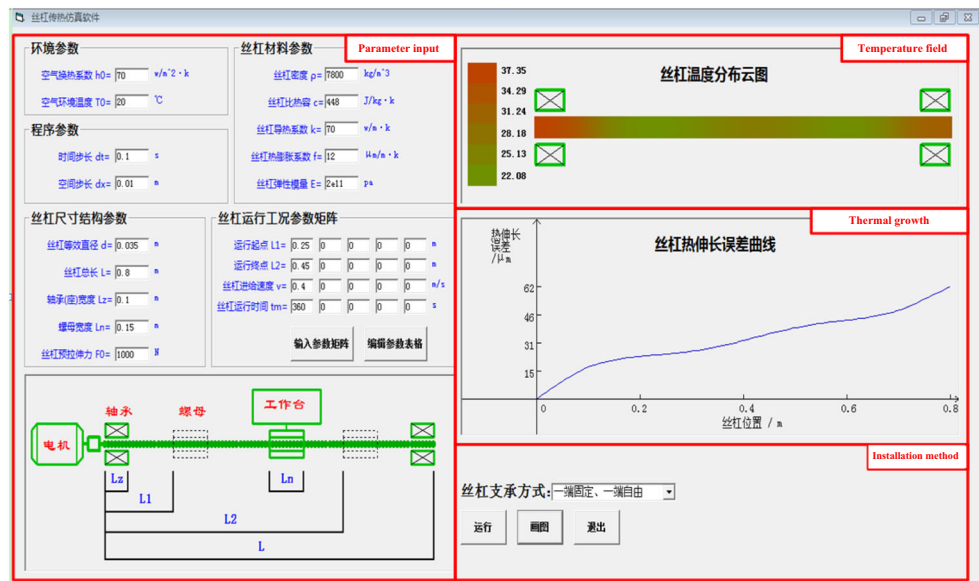 丝杠传热仿真软件
环境参数
空气换热系数 h0= 70 w/m^2·k
空气环境温度 T0= 20 ℃
程序参数
时间步长 dt= 0.1 s
空间步长 dx= 0.01 m
丝杠材料参数
Parameter input
丝杠密度 ρ= 7800 kg/m^3
丝杠比热容 c= 448 J/kg·k
丝杠导热系数 k= 70 w/m·k
丝杠热膨胀系数 f= 12 μm/m·k
丝杠弹性模量 E= 2e11 pa
丝杠尺寸结构参数
丝杠等效直径 d= 0.035 m
丝杠总长 L= 0.8 m
轴承(座)宽度 Lz= 0.1 m
螺母宽度 Ln= 0.15 m
丝杠预拉伸力 F0= 1000 N
丝杠运行工况参数矩阵
运行起点 L1= 0.25 0 0 0 0 m
运行终点 L2= 0.45 0 0 0 0 m
丝杠进给速度 v= 0.4 0 0 0 0 m/s
丝杠运行时间 tm= 360 0 0 0 0 s
输入参数矩阵 编辑参数表格
轴承 螺母 工作台
电机
Lz Ln
L1
L2
L
Temperature field
丝杠温度分布云图
37.35
34.29
31.24
28.18
25.13
22.08
Thermal growth
热伸长
误差
/μm
丝杠热伸长误差曲线
62
46
31
15
0 0.2 0.4 0.6 0.8
丝杠位置 / m
Installation method
丝杠支承方式: 一端固定、一端自由
运行 画图 退出